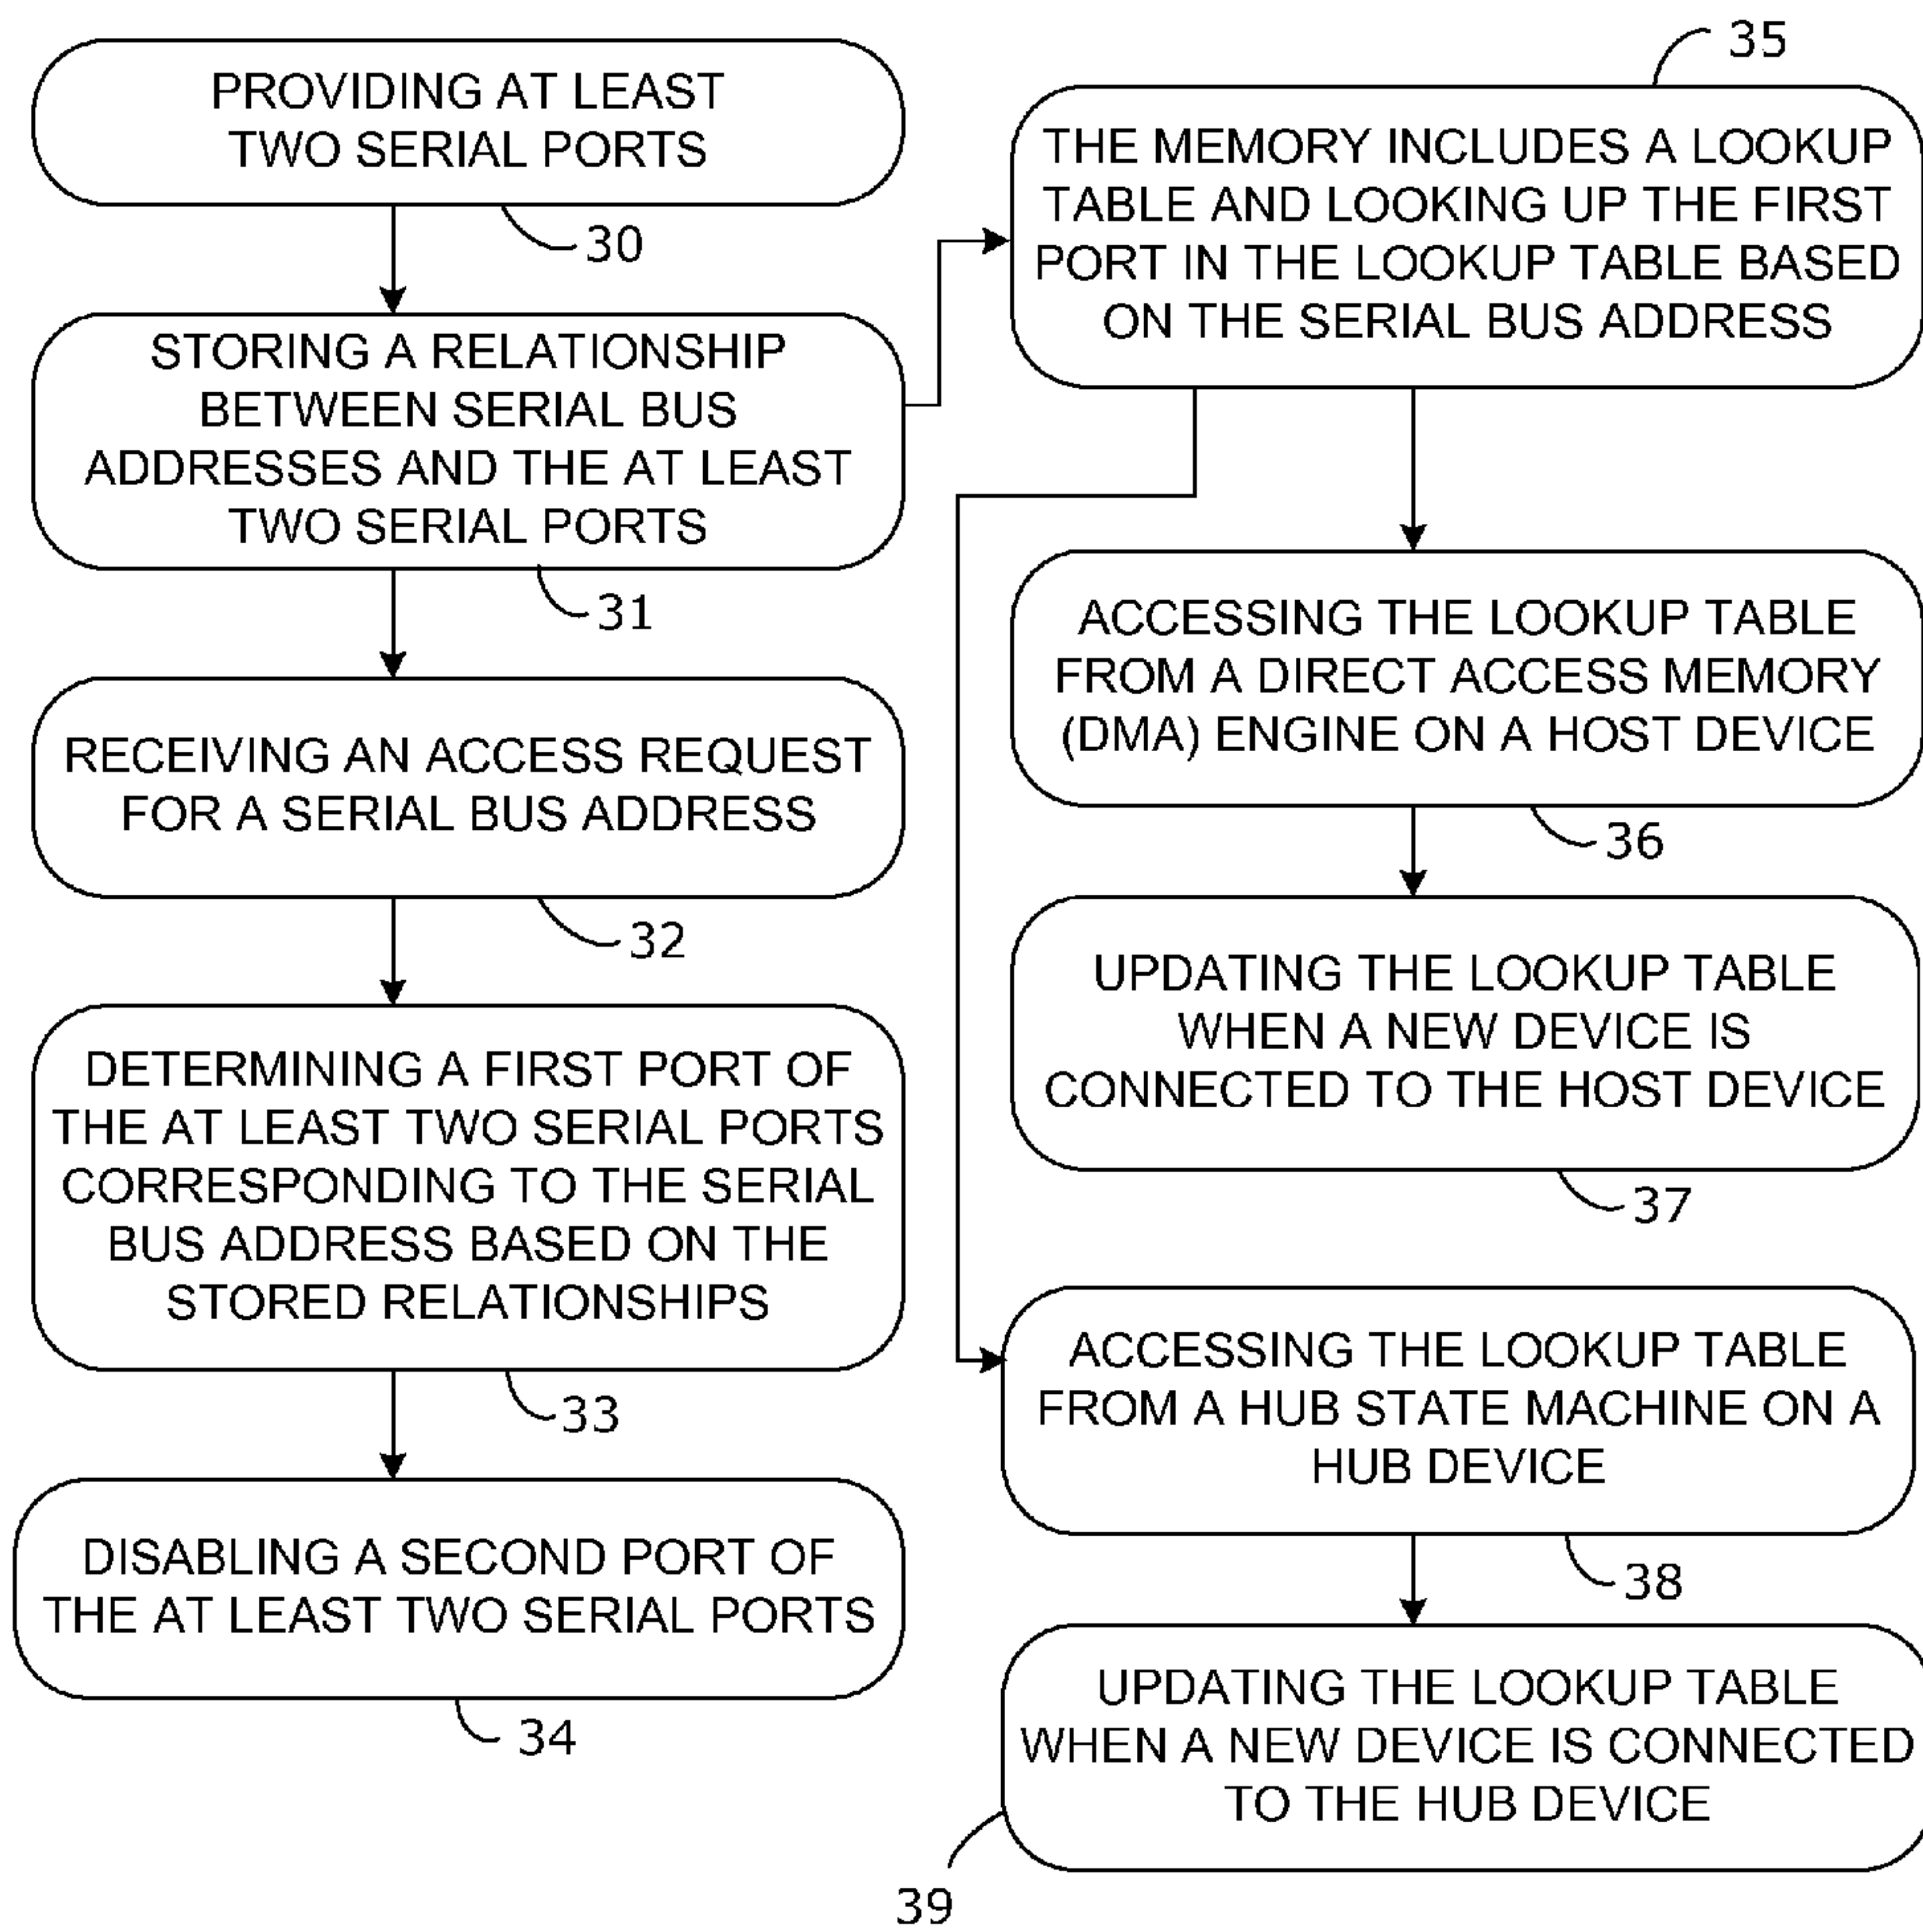 PROVIDING AT LEAST
TWO SERIAL PORTS
30
STORING A RELATIONSHIP
BETWEEN SERIAL BUS
ADDRESSES AND THE AT LEAST
TWO SERIAL PORTS
31
RECEIVING AN ACCESS REQUEST
FOR A SERIAL BUS ADDRESS
32
DETERMINING A FIRST PORT OF
THE AT LEAST TWO SERIAL PORTS
CORRESPONDING TO THE SERIAL
BUS ADDRESS BASED ON THE
STORED RELATIONSHIPS
33
DISABLING A SECOND PORT OF
THE AT LEAST TWO SERIAL PORTS
34
35
THE MEMORY INCLUDES A LOOKUP
TABLE AND LOOKING UP THE FIRST
PORT IN THE LOOKUP TABLE BASED
ON THE SERIAL BUS ADDRESS
ACCESSING THE LOOKUP TABLE
FROM A DIRECT ACCESS MEMORY
(DMA) ENGINE ON A HOST DEVICE
36
UPDATING THE LOOKUP TABLE
WHEN A NEW DEVICE IS
CONNECTED TO THE HOST DEVICE
37
ACCESSING THE LOOKUP TABLE
FROM A HUB STATE MACHINE ON A
HUB DEVICE
38
UPDATING THE LOOKUP TABLE
WHEN A NEW DEVICE IS CONNECTED
TO THE HUB DEVICE
39